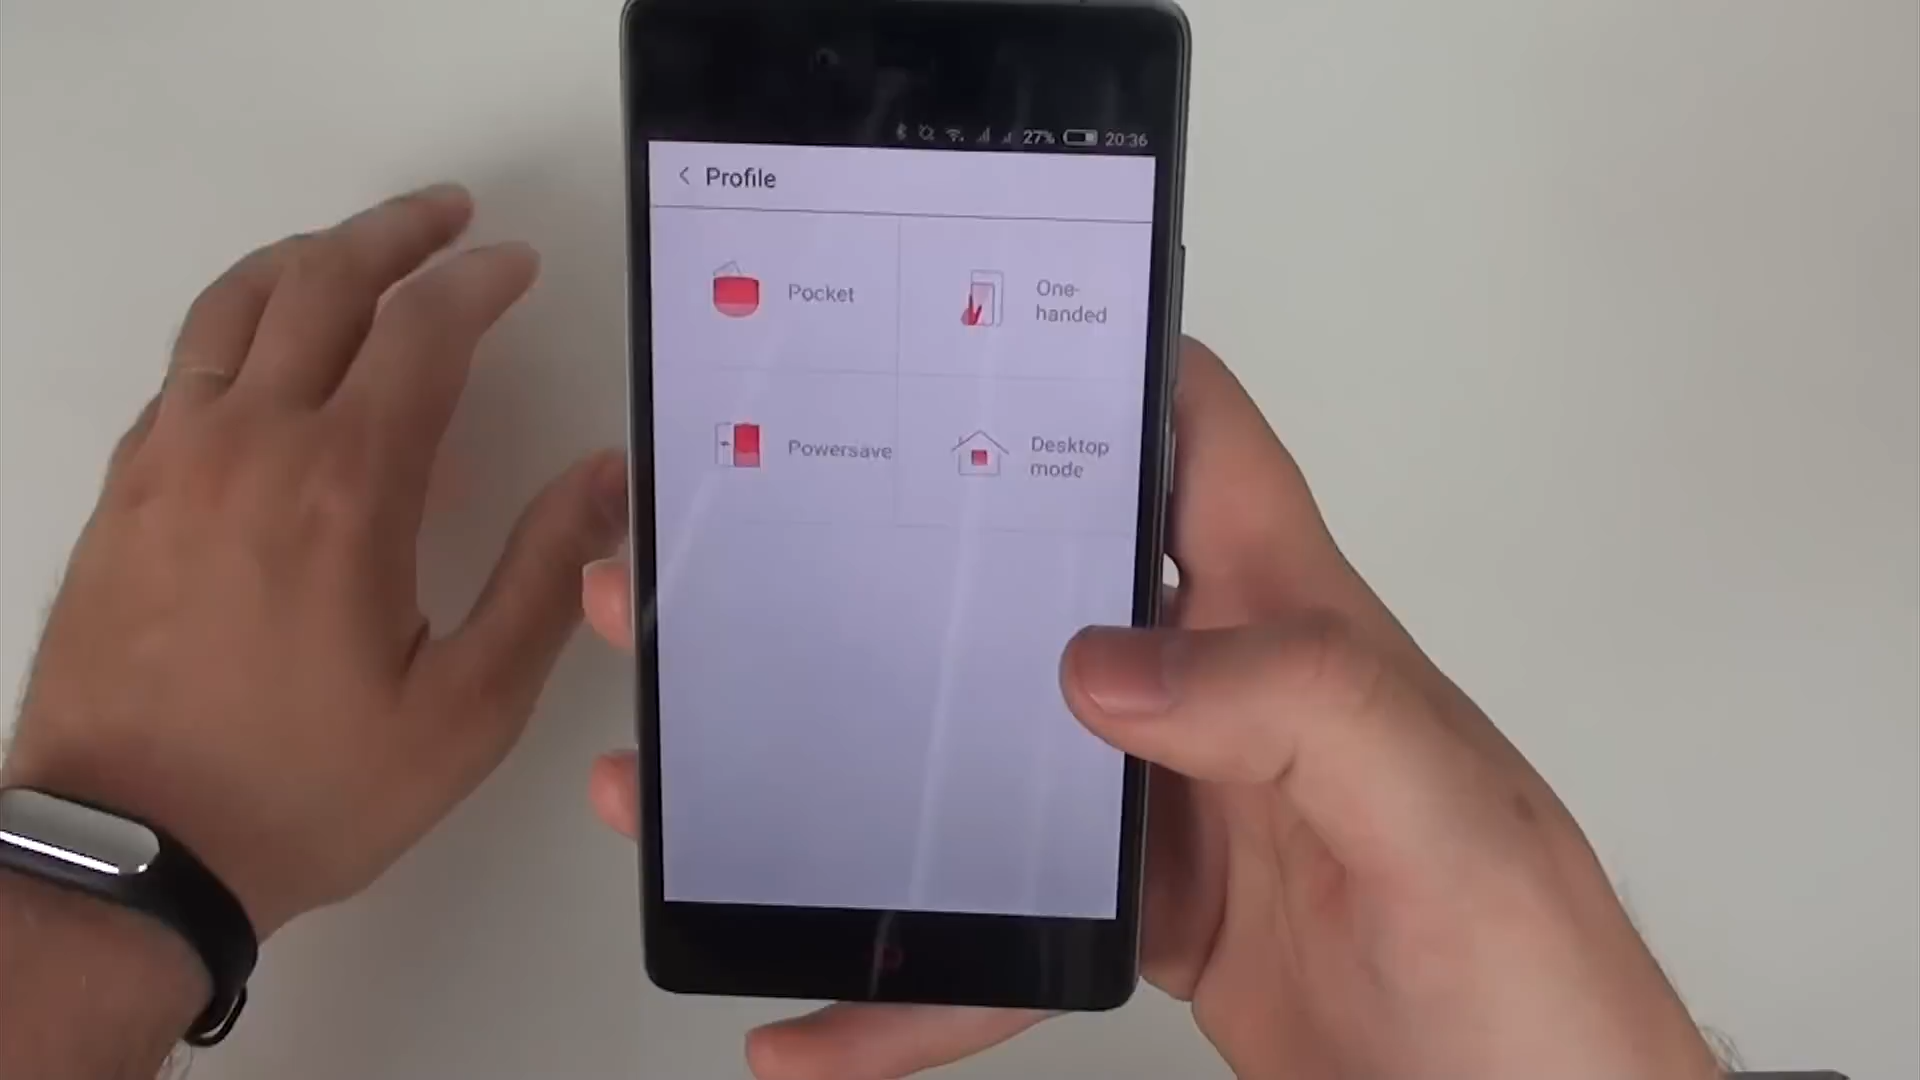 27% 20:36
Profile
Pocket
One-
handed
Powersave
Desktop
mode